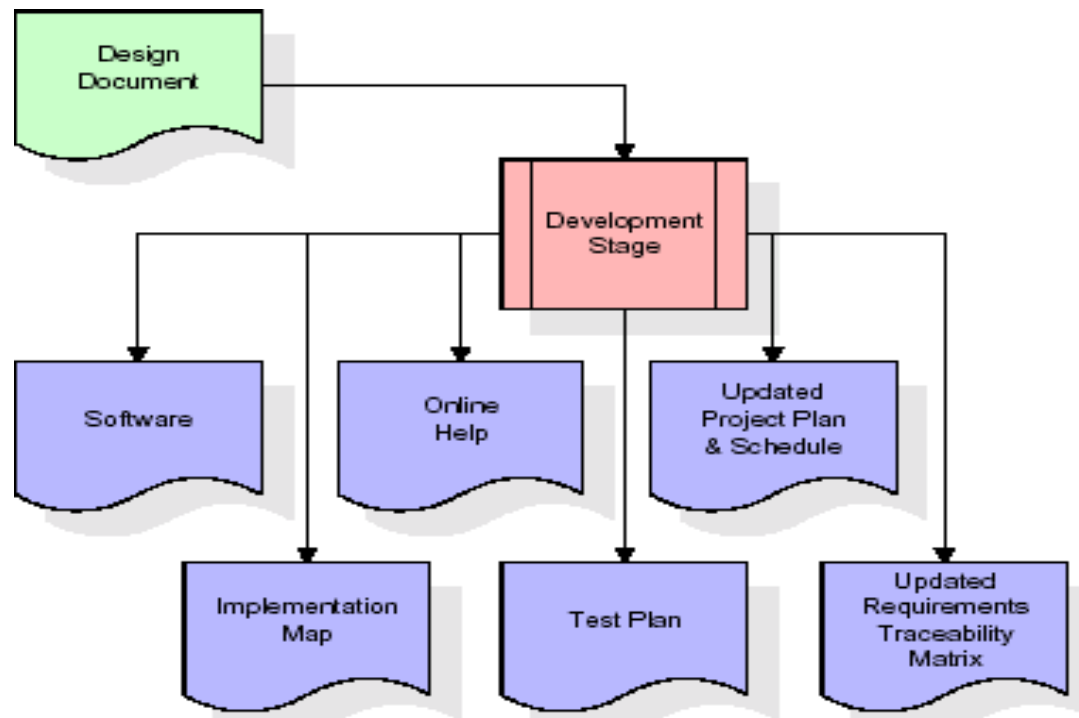 Design
Document
Development
Stage
Software
Online
Help
Updated
Project Plan
& Schedule
Implementation
Map
Test Plan
Updated
Requirements
Traceability
Matrix